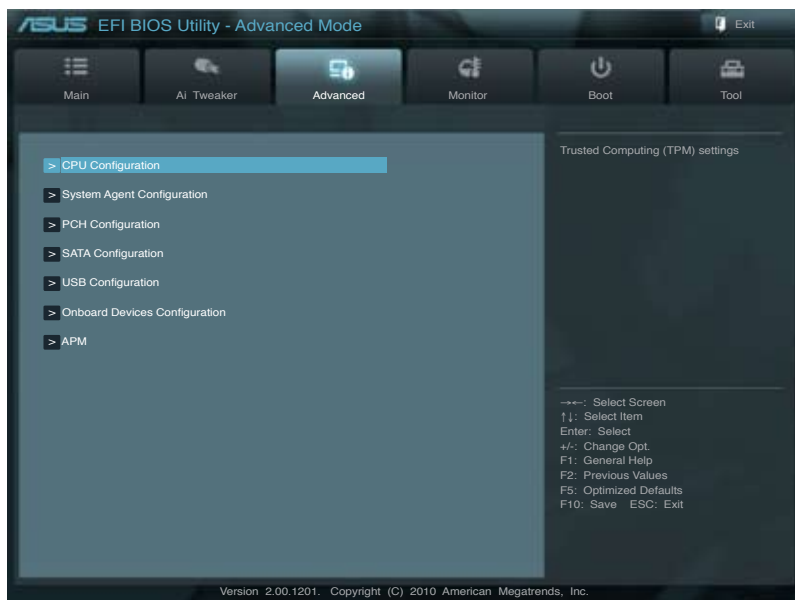 ASUS EFI BIOS Utility - Advanced Mode
Exit
Main
Ai Tweaker
Advanced
Monitor
Boot
Tool
> CPU Configuration
> System Agent Configuration
> PCH Configuration
> SATA Configuration
> USB Configuration
> Onboard Devices Configuration
> APM
Trusted Computing (TPM) settings
→←: Select Screen
↑↓: Select Item
Enter: Select
+/-: Change Opt.
F1: General Help
F2: Previous Values
F5: Optimized Defaults
F10: Save ESC: Exit
Version 2.00.1201. Copyright (C) 2010 American Megatrends, Inc.